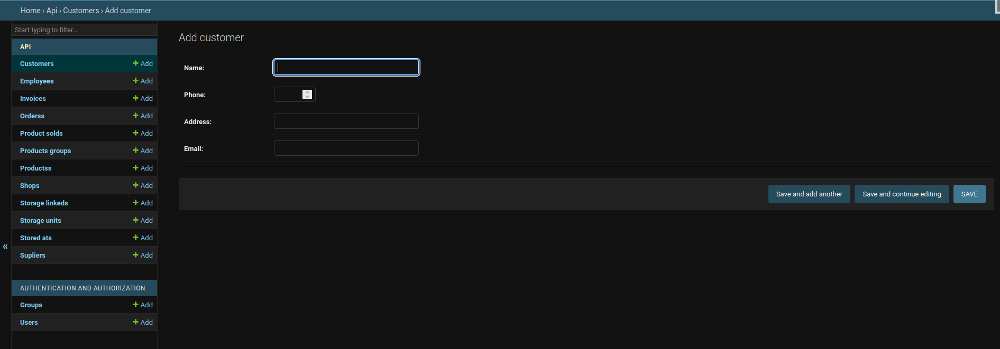 Home › Api › Customers › Add customer
Start typing to filter...
API
Customers + Add
Employees + Add
Invoices + Add
Orderss + Add
Product solds + Add
Products groups + Add
Productss + Add
Shops + Add
Storage linkeds + Add
Storage units + Add
Stored ats + Add
Supliers + Add
«
AUTHENTICATION AND AUTHORIZATION
Groups + Add
Users + Add
Add customer
Name:
Phone:
Address:
Email:
Save and add another Save and continue editing SAVE